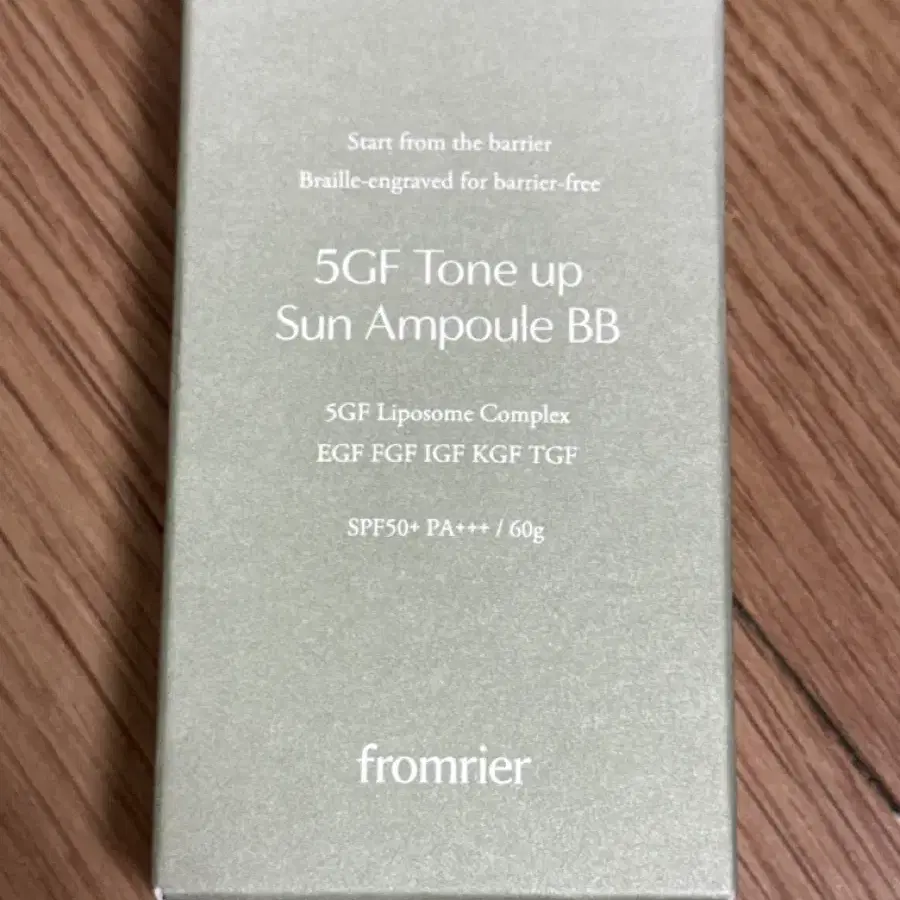 Start from the barrier
Braille-engraved for barrier-free
5GF Tone up
Sun Ampoule BB
5GF Liposome Complex
EGF FGF IGF KGF TGF
SPF50+ PA+++ / 60g
fromrier